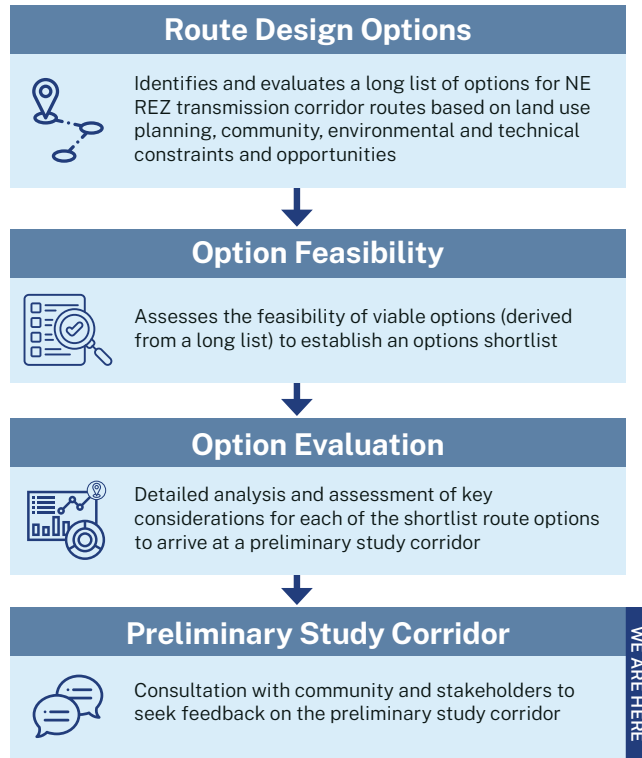 Route Design Options
Identifies and evaluates a long list of options for NE
REZ transmission corridor routes based on land use
planning, community, environmental and technical
constraints and opportunities
Option Feasibility
Assesses the feasibility of viable options (derived
from a long list) to establish an options shortlist
Option Evaluation
Detailed analysis and assessment of key
considerations for each of the shortlist route options
to arrive at a preliminary study corridor
Preliminary Study Corridor
Consultation with community and stakeholders to
seek feedback on the preliminary study corridor
WE ARE HERE